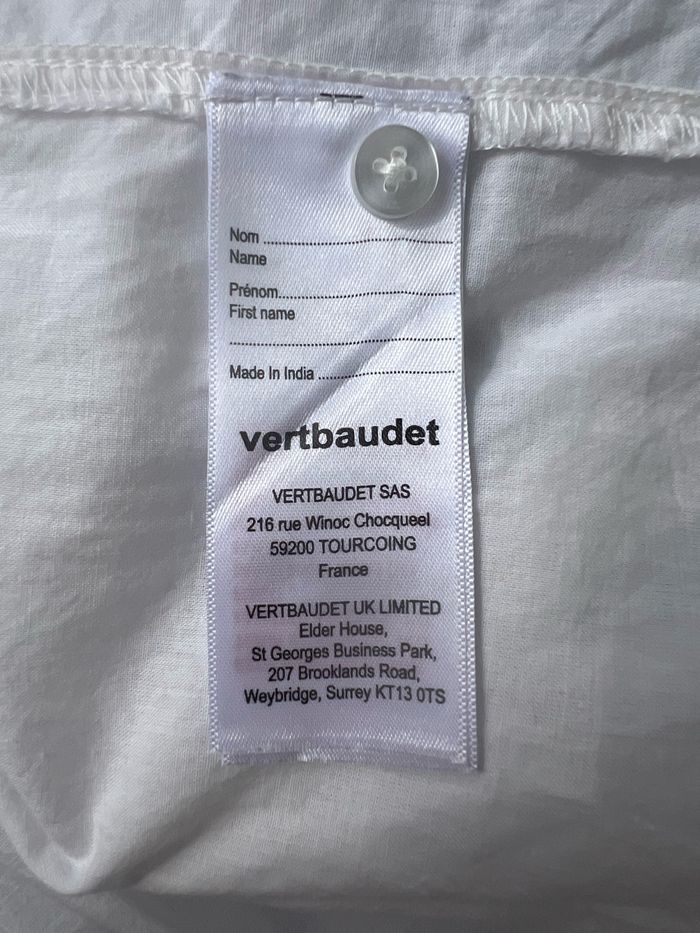 Nom
Name
Prénom
First name
Made In India
vertbaudet
VERTBAUDET SAS
216 rue Winoc Chocqueel
59200 TOURCOING
France
VERTBAUDET UK LIMITED
Elder House,
St Georges Business Park,
207 Brooklands Road,
Weybridge, Surrey KT13 0TS